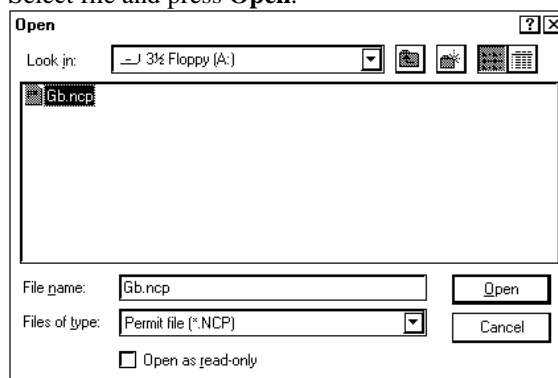 Select file and press Open.
Open
Look in: 3½ Floppy (A:)
Gb.ncp
File name: Gb.ncp Open
Files of type: Permit file (*.NCP) Cancel
Open as read-only